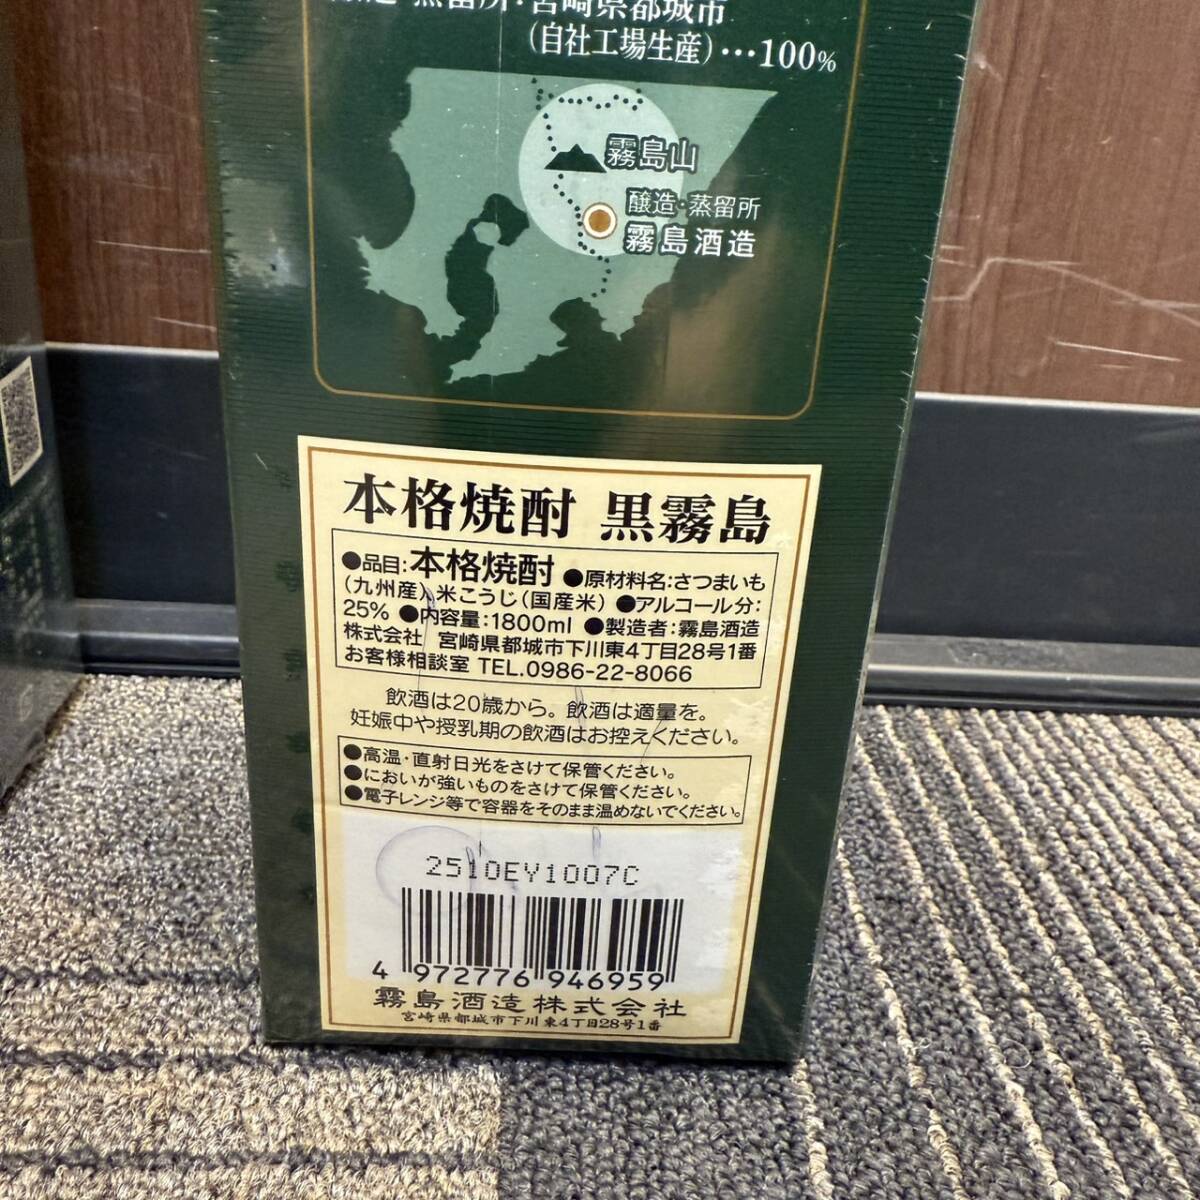 蒸留所・宮崎県都城市
(自社工場生産)…100%
霧島山
醸造・蒸留所
霧島酒造
本格焼酎 黒霧島
●品目:本格焼酎 ●原材料名:さつまいも
(九州産)、米こうじ(国産米) ●アルコール分:
25% ●内容量:1800ml ●製造者:霧島酒造
株式会社 宮崎県都城市下川東4丁目28号1番
お客様相談室 TEL.0986-22-8066
飲酒は20歳から。飲酒は適量を。
妊娠中や授乳期の飲酒はお控えください。
●高温・直射日光をさけて保管ください。
●においが強いものをさけて保管ください。
●電子レンジ等で容器をそのまま温めないでください。
2510EY1007C
4 972776 946959
霧島酒造株式会社
宮崎県都城市下川東4丁目28号1番